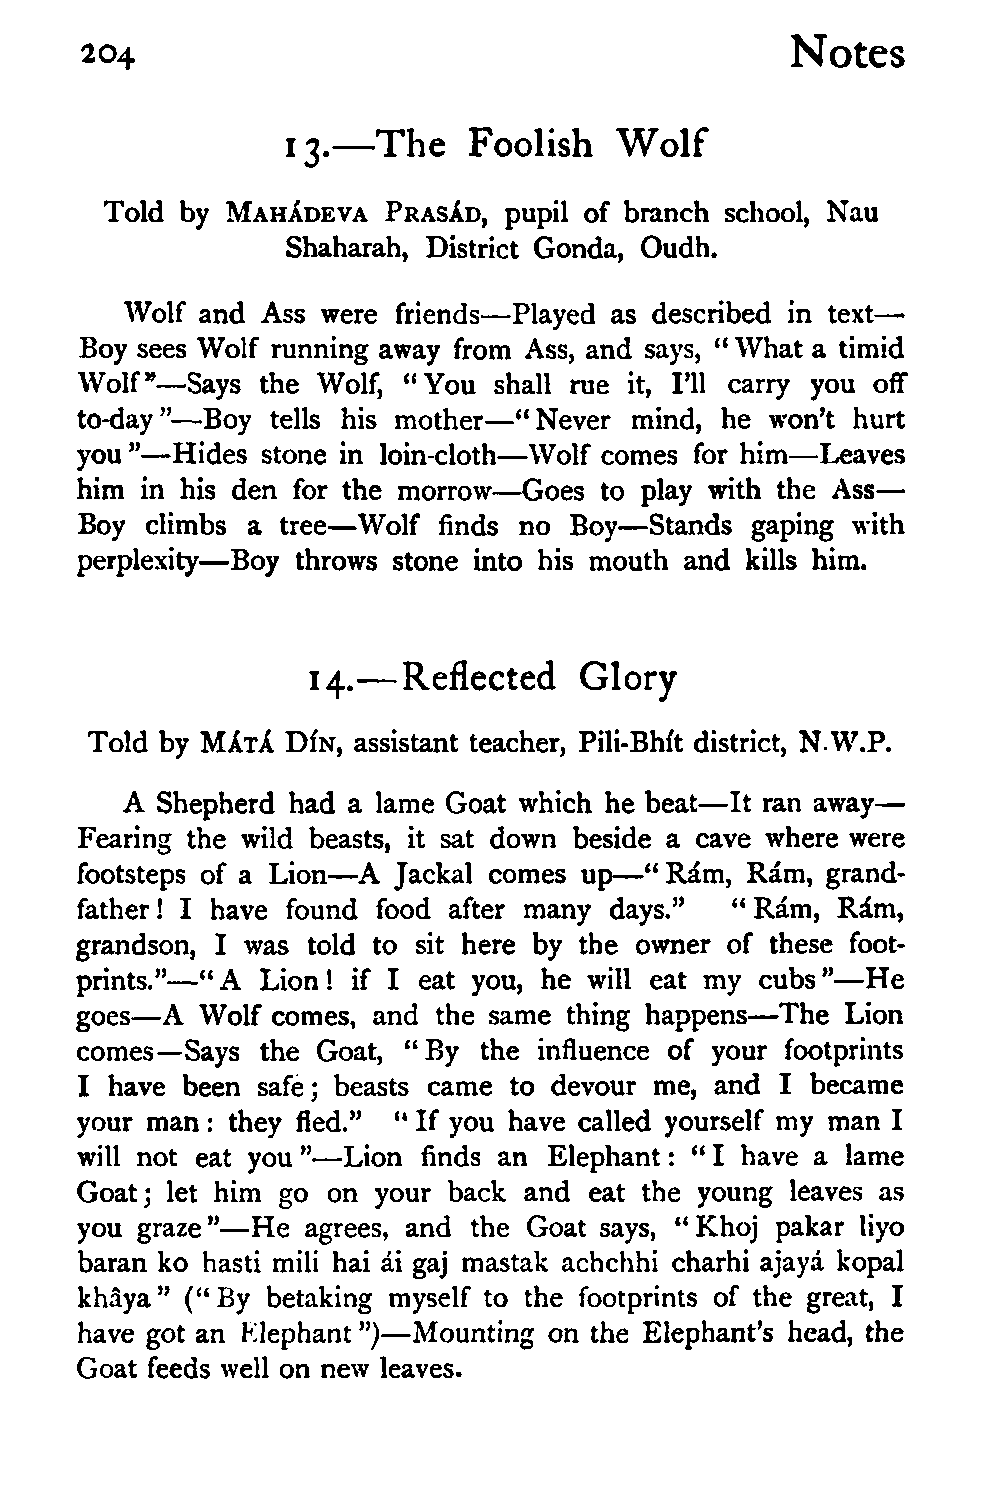 204 Notes
13.—The Foolish Wolf
Told by MAHÁDEVA PRASÁD, pupil of branch school, Nau
Shaharah, District Gonda, Oudh.
Wolf and Ass were friends—Played as described in text—
Boy sees Wolf running away from Ass, and says, “What a timid
Wolf”—Says the Wolf, “You shall rue it, I’ll carry you off
to-day”—Boy tells his mother—“Never mind, he won’t hurt
you”—Hides stone in loin-cloth—Wolf comes for him—Leaves
him in his den for the morrow—Goes to play with the Ass—
Boy climbs a tree—Wolf finds no Boy—Stands gaping with
perplexity—Boy throws stone into his mouth and kills him.
14.—Reflected Glory
Told by MÁTÁ DÍN, assistant teacher, Pili-Bhít district, N.W.P.
A Shepherd had a lame Goat which he beat—It ran away—
Fearing the wild beasts, it sat down beside a cave where were
footsteps of a Lion—A Jackal comes up—“Rám, Rám, grand-
father! I have found food after many days.” “Rám, Rám,
grandson, I was told to sit here by the owner of these foot-
prints.”—“A Lion! if I eat you, he will eat my cubs”—He
goes—A Wolf comes, and the same thing happens—The Lion
comes—Says the Goat, “By the influence of your footprints
I have been safe; beasts came to devour me, and I became
your man: they fled.” “If you have called yourself my man I
will not eat you”—Lion finds an Elephant: “I have a lame
Goat; let him go on your back and eat the young leaves as
you graze”—He agrees, and the Goat says, “Khoj pakar liyo
baran ko hasti mili hai ái gaj mastak achchhi charhi ajayá kopal
khâya” (“By betaking myself to the footprints of the great, I
have got an Elephant”)—Mounting on the Elephant’s head, the
Goat feeds well on new leaves.